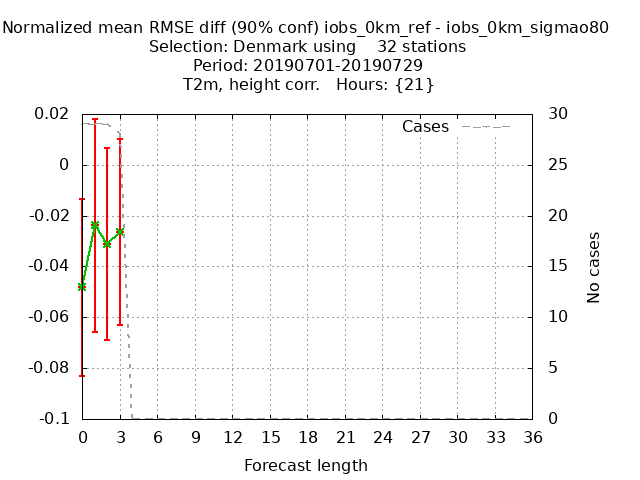 Normalized mean RMSE diff (90% conf) iobs_0km_ref - iobs_0km_sigmao80
Selection: Denmark using 32 stations
Period: 20190701-20190729
T2m, height corr. Hours: {21}
0.02
0
-0.02
-0.04
-0.06
-0.08
-0.1
Cases
30
25
20
15
10
5
0
No cases
0 3 6 9 12 15 18 21 24 27 30 33 36
Forecast length